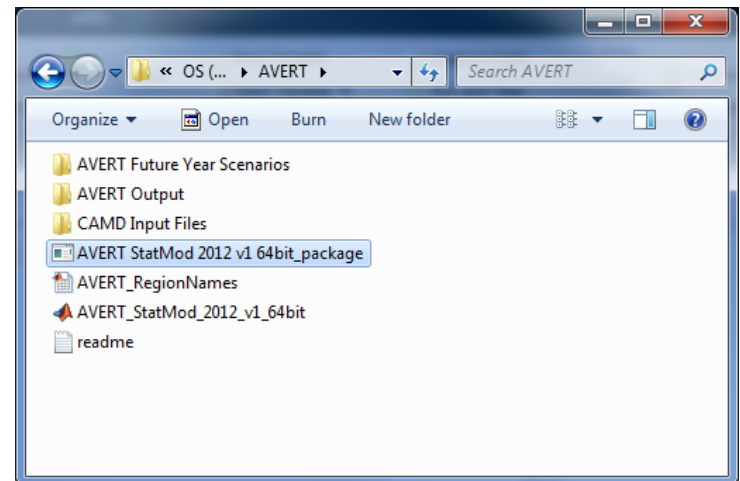 « OS (... ▸ AVERT ▸ Search AVERT
Organize Open Burn New folder
AVERT Future Year Scenarios
AVERT Output
CAMD Input Files
AVERT StatMod 2012 v1 64bit_package
AVERT_RegionNames
AVERT_StatMod_2012_v1_64bit
readme